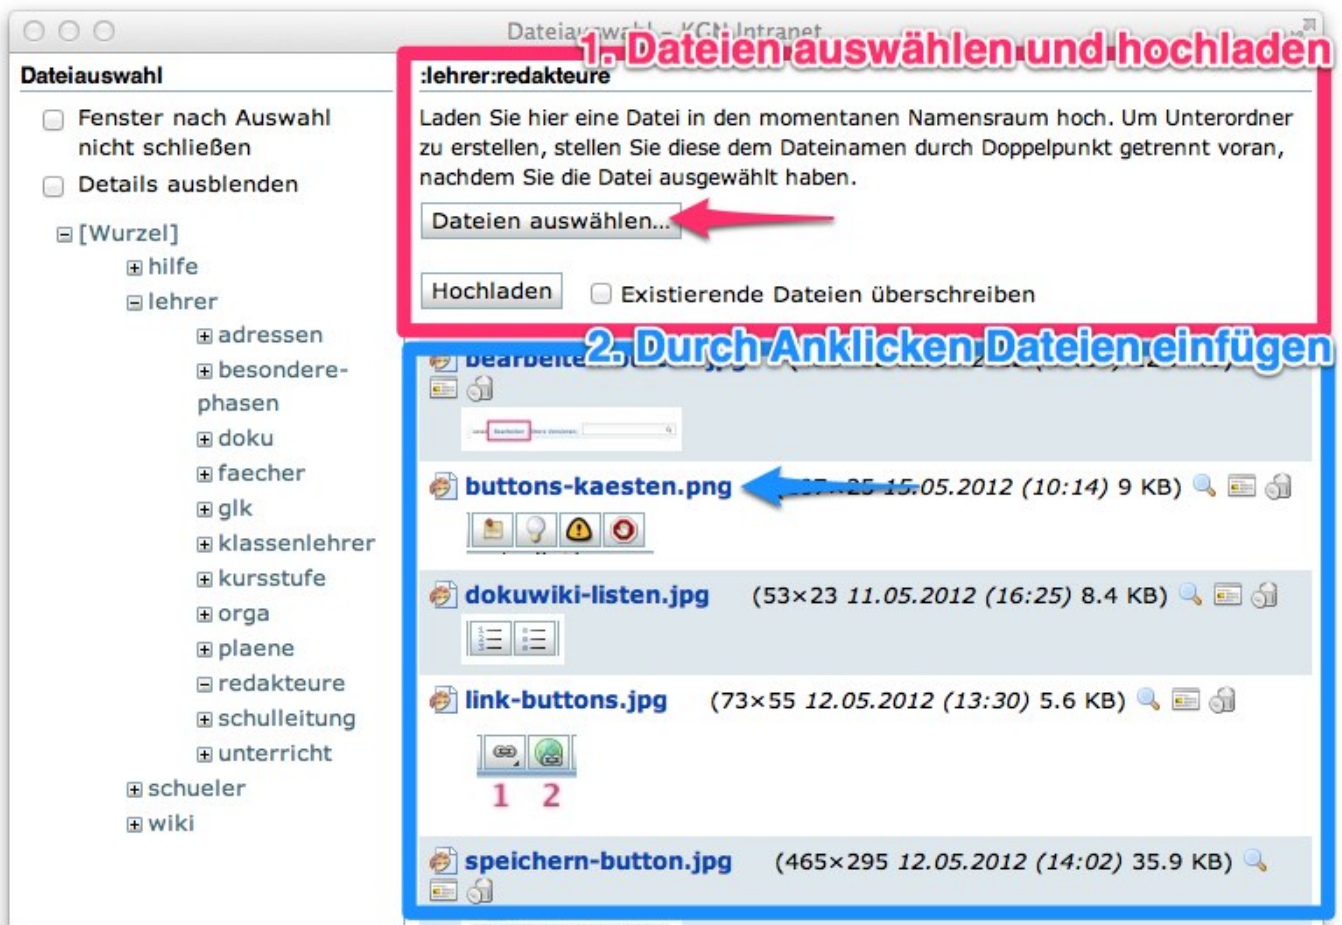 Dateiauswahl – KGN Intranet
1. Dateien auswählen und hochladen
Dateiauswahl
Fenster nach Auswahl
nicht schließen
Details ausblenden
[Wurzel]
hilfe
lehrer
adressen
besondere-
phasen
doku
faecher
glk
klassenlehrer
kursstufe
orga
plaene
redakteure
schulleitung
unterricht
schueler
wiki
:lehrer:redakteure
Laden Sie hier eine Datei in den momentanen Namensraum hoch. Um Unterordner
zu erstellen, stellen Sie diese dem Dateinamen durch Doppelpunkt getrennt voran,
nachdem Sie die Datei ausgewählt haben.
Dateien auswählen...
Hochladen Existierende Dateien überschreiben
2. Durch Anklicken Dateien einfügen
Bearbeiten
buttons-kaesten.png 15.05.2012 (10:14) 9 KB)
dokuwiki-listen.jpg (53×23 11.05.2012 (16:25) 8.4 KB)
link-buttons.jpg (73×55 12.05.2012 (13:30) 5.6 KB)
1 2
speichern-button.jpg (465×295 12.05.2012 (14:02) 35.9 KB)